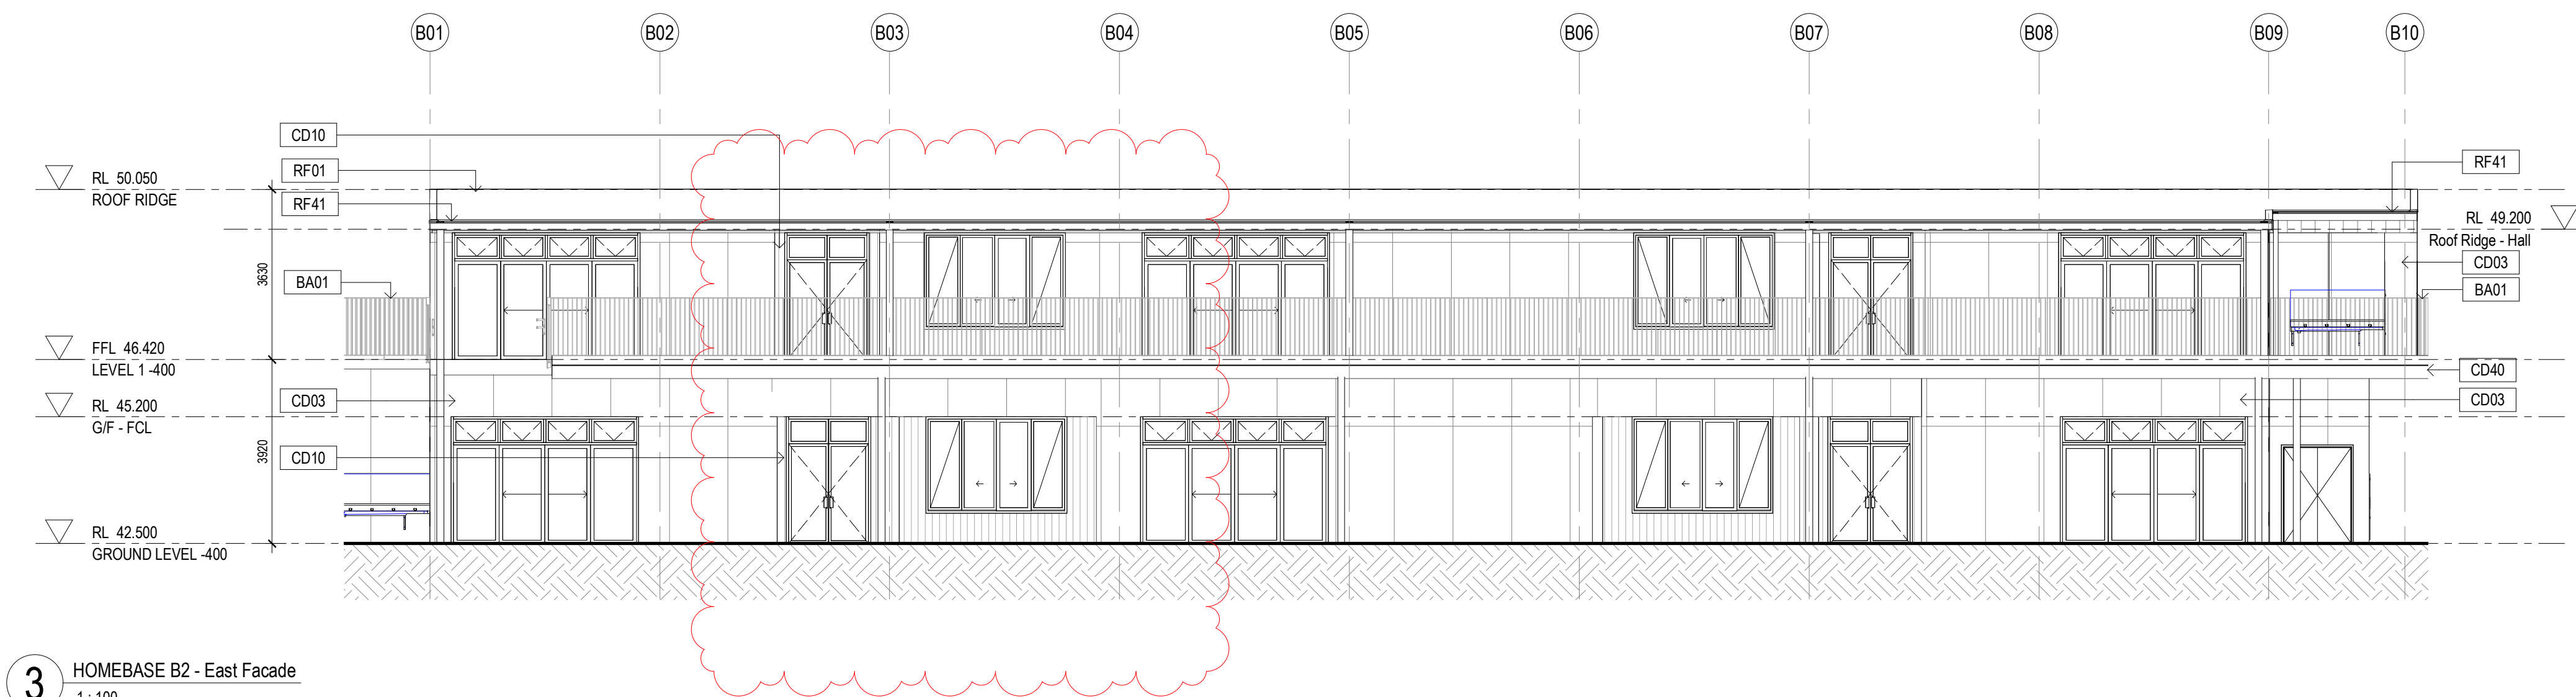 B01 B02 B03 B04 B05 B06 B07 B08 B09 B10
CD10
RF01
RF41
BA01
CD03
CD10
RL 50.050
ROOF RIDGE
FFL 46.420
LEVEL 1 -400
RL 45.200
G/F - FCL
RL 42.500
GROUND LEVEL -400
3630
3920
RF41
RL 49.200
Roof Ridge - Hall
CD03
BA01
CD40
CD03
3
HOMEBASE B2 - East Facade
1 : 100